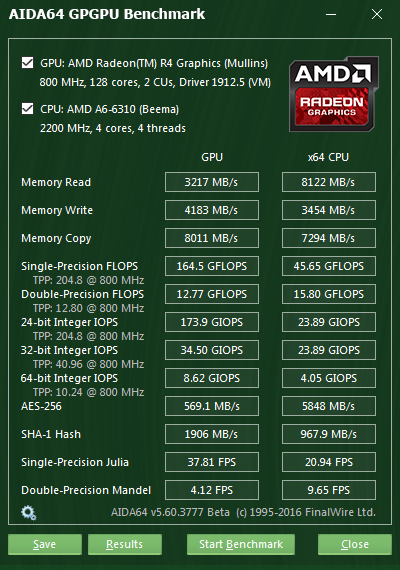 AIDA64 GPGPU Benchmark
GPU: AMD Radeon(TM) R4 Graphics (Mullins)
800 MHz, 128 cores, 2 CUs, Driver 1912.5 (VM)
CPU: AMD A6-6310 (Beema)
2200 MHz, 4 cores, 4 threads
AMD
RADEON
GRAPHICS
GPU x64 CPU
Memory Read 3217 MB/s 8122 MB/s
Memory Write 4183 MB/s 3454 MB/s
Memory Copy 8011 MB/s 7294 MB/s
Single-Precision FLOPS 164.5 GFLOPS 45.65 GFLOPS
TPP: 204.8 @ 800 MHz
Double-Precision FLOPS 12.77 GFLOPS 15.80 GFLOPS
TPP: 12.80 @ 800 MHz
24-bit Integer IOPS 173.9 GIOPS 23.89 GIOPS
TPP: 204.8 @ 800 MHz
32-bit Integer IOPS 34.50 GIOPS 23.89 GIOPS
TPP: 40.96 @ 800 MHz
64-bit Integer IOPS 8.62 GIOPS 4.05 GIOPS
TPP: 10.24 @ 800 MHz
AES-256 569.1 MB/s 5848 MB/s
SHA-1 Hash 1906 MB/s 967.9 MB/s
Single-Precision Julia 37.81 FPS 20.94 FPS
Double-Precision Mandel 4.12 FPS 9.65 FPS
AIDA64 v5.60.3777 Beta (c) 1995-2016 FinalWire Ltd.
Save Results Start Benchmark Close